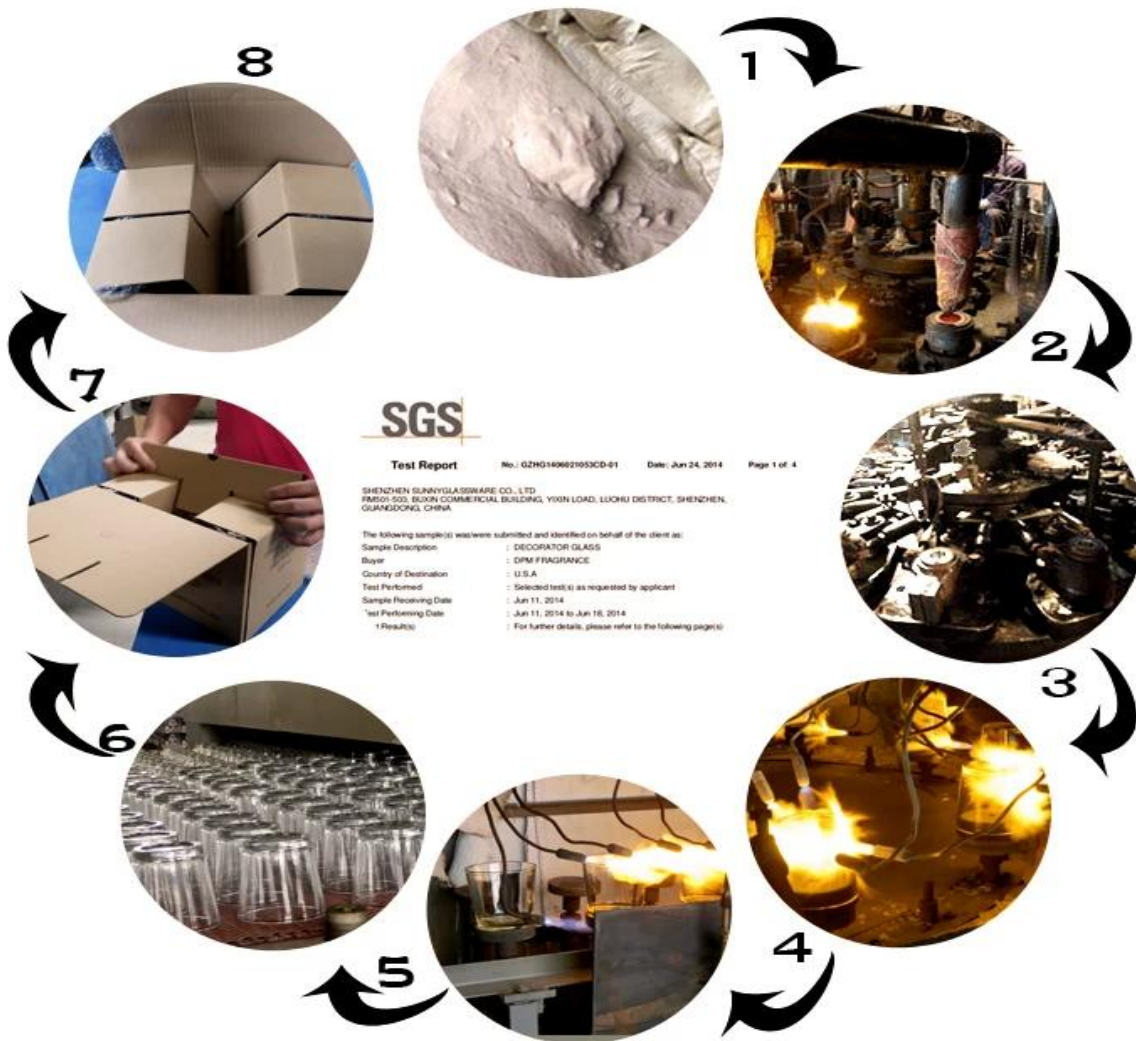 8
1
2
7
SGS
Test Report No.: GZHG1406021053CD-01 Date: Jun 24, 2014 Page 1 of 4
SHENZHEN SUNNYGLASSWARE CO., LTD
RM501-503, BUXIN COMMERCIAL BUILDING, YIXIN LOAD, LUOHU DISTRICT, SHENZHEN,
GUANGDONG, CHINA
The following sample(s) was/were submitted and identified on behalf of the client as:
Sample Description : DECORATOR GLASS
Buyer : DPM FRAGRANCE
Country of Destination : U.S.A
Test Performed : Selected test(s) as requested by applicant
Sample Receiving Date : Jun 11, 2014
Test Performing Date : Jun 11, 2014 to Jun 18, 2014
t Result(s) : For further details, please refer to the following page(s)
3
6
4
5